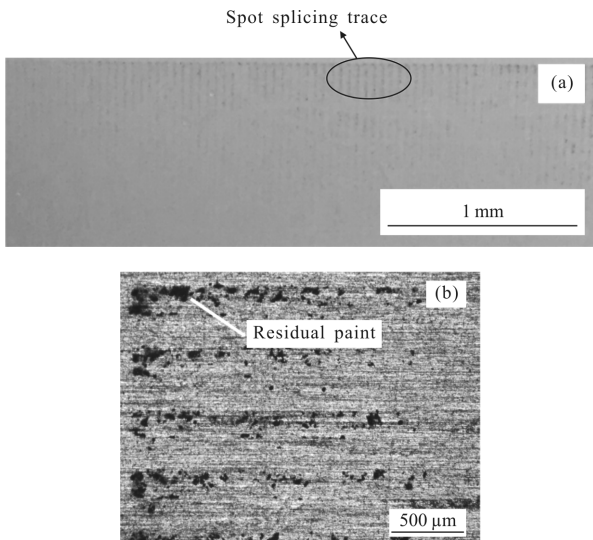 Spot splicing trace
(a)
1 mm
(b)
Residual paint
500 μm